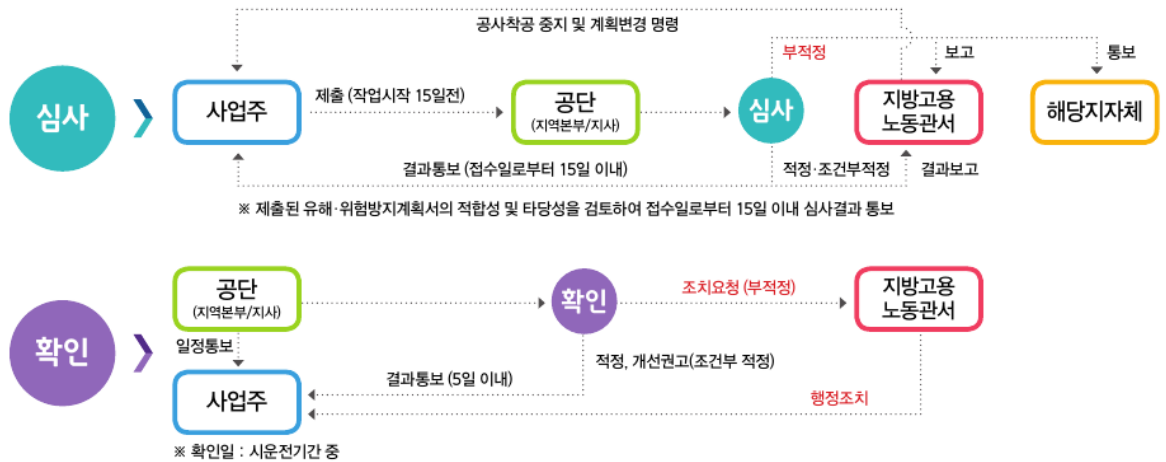 공사착공 중지 및 계획변경 명령
부적정
보고
통보
심사
사업주
제출 (작업시작 15일전)
공단
(지역본부/지사)
심사
지방고용
노동관서
해당지자체
결과통보 (접수일로부터 15일 이내)
적정·조건부적정
결과보고
※ 제출된 유해·위험방지계획서의 적합성 및 타당성을 검토하여 접수일로부터 15일 이내 심사결과 통보
확인
공단
(지역본부/지사)
확인
조치요청 (부적정)
지방고용
노동관서
일정통보
적정, 개선권고(조건부 적정)
결과통보 (5일 이내)
사업주
행정조치
※ 확인일 : 시운전기간 중